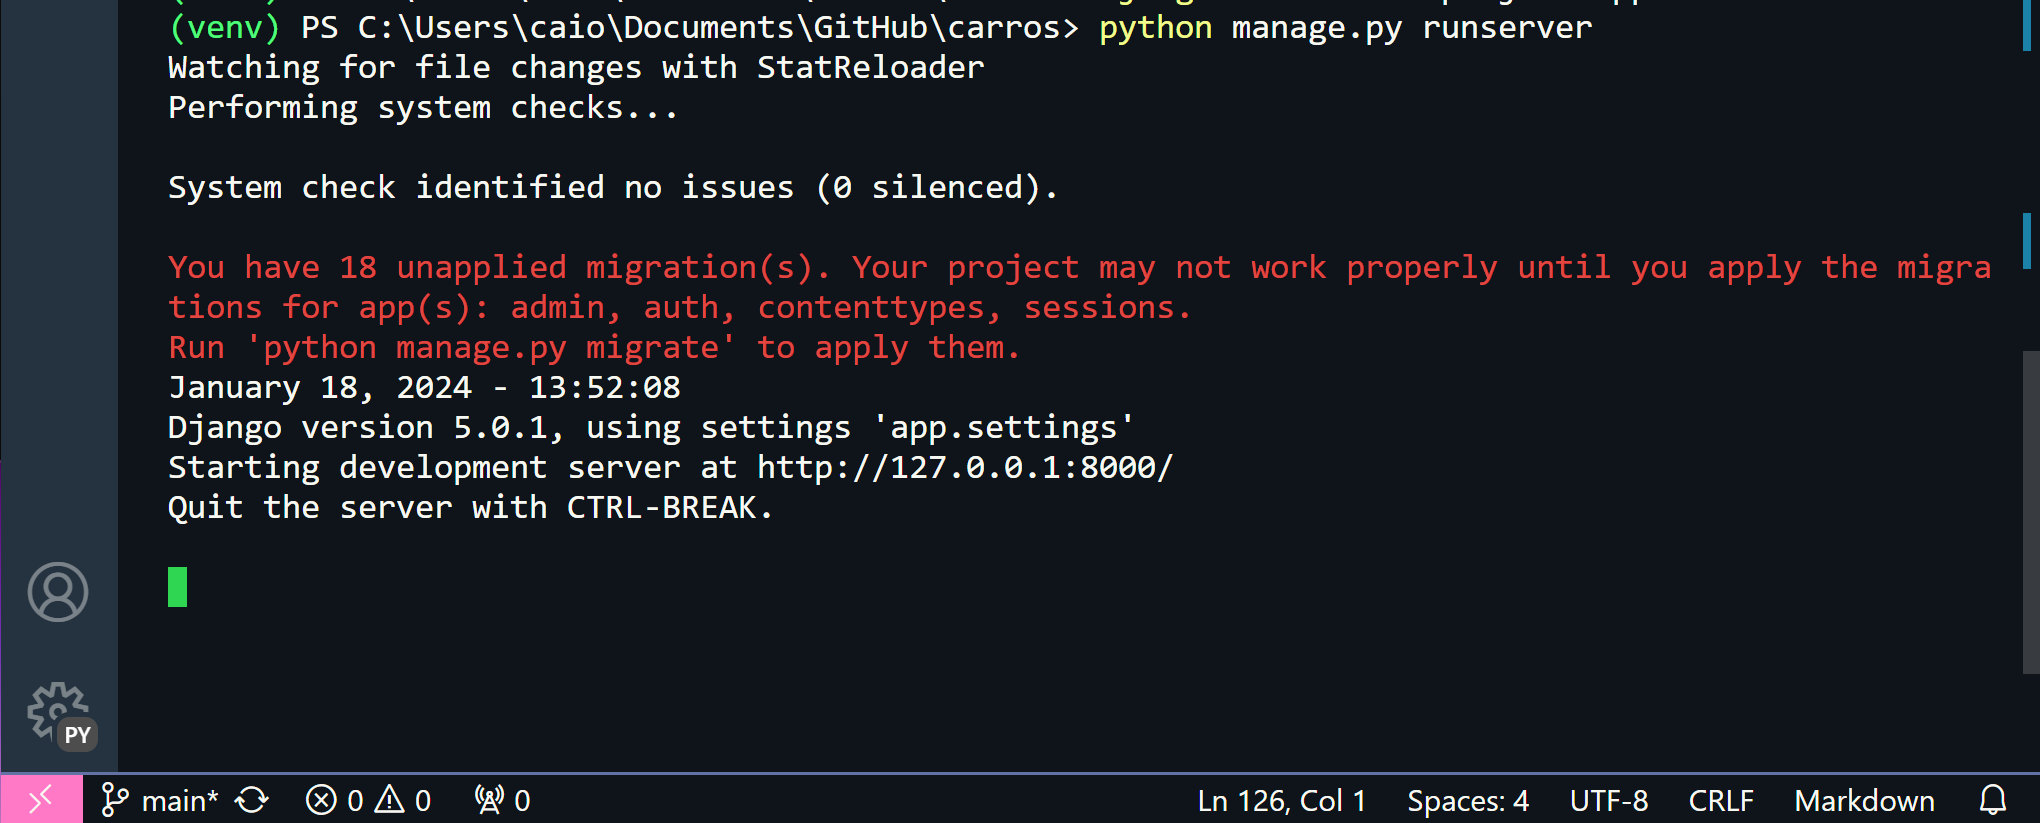 (venv) PS C:\Users\caio\Documents\GitHub\carros> python manage.py runserver
Watching for file changes with StatReloader
Performing system checks...
System check identified no issues (0 silenced).
You have 18 unapplied migration(s). Your project may not work properly until you apply the migra
tions for app(s): admin, auth, contenttypes, sessions.
Run 'python manage.py migrate' to apply them.
January 18, 2024 - 13:52:08
Django version 5.0.1, using settings 'app.settings'
Starting development server at http://127.0.0.1:8000/
Quit the server with CTRL-BREAK.
PY
main* 0 0 0 Ln 126, Col 1 Spaces: 4 UTF-8 CRLF Markdown